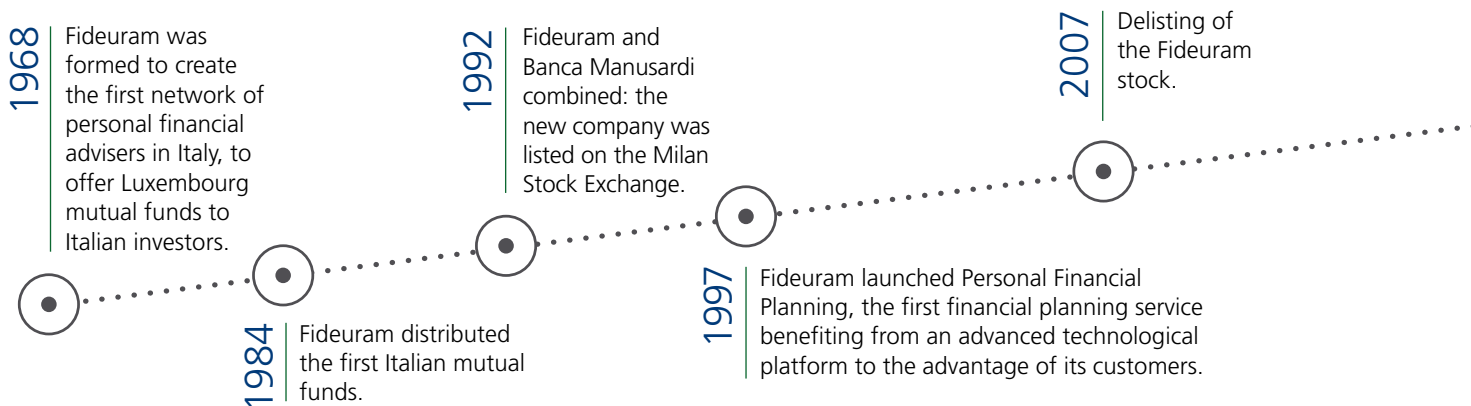 1968
Fideuram was
formed to create
the first network of
personal financial
advisers in Italy, to
offer Luxembourg
mutual funds to
Italian investors.
1984
Fideuram distributed
the first Italian mutual
funds.
1992
Fideuram and
Banca Manusardi
combined: the
new company was
listed on the Milan
Stock Exchange.
1997
Fideuram launched Personal Financial
Planning, the first financial planning service
benefiting from an advanced technological
platform to the advantage of its customers.
2007
Delisting of
the Fideuram
stock.